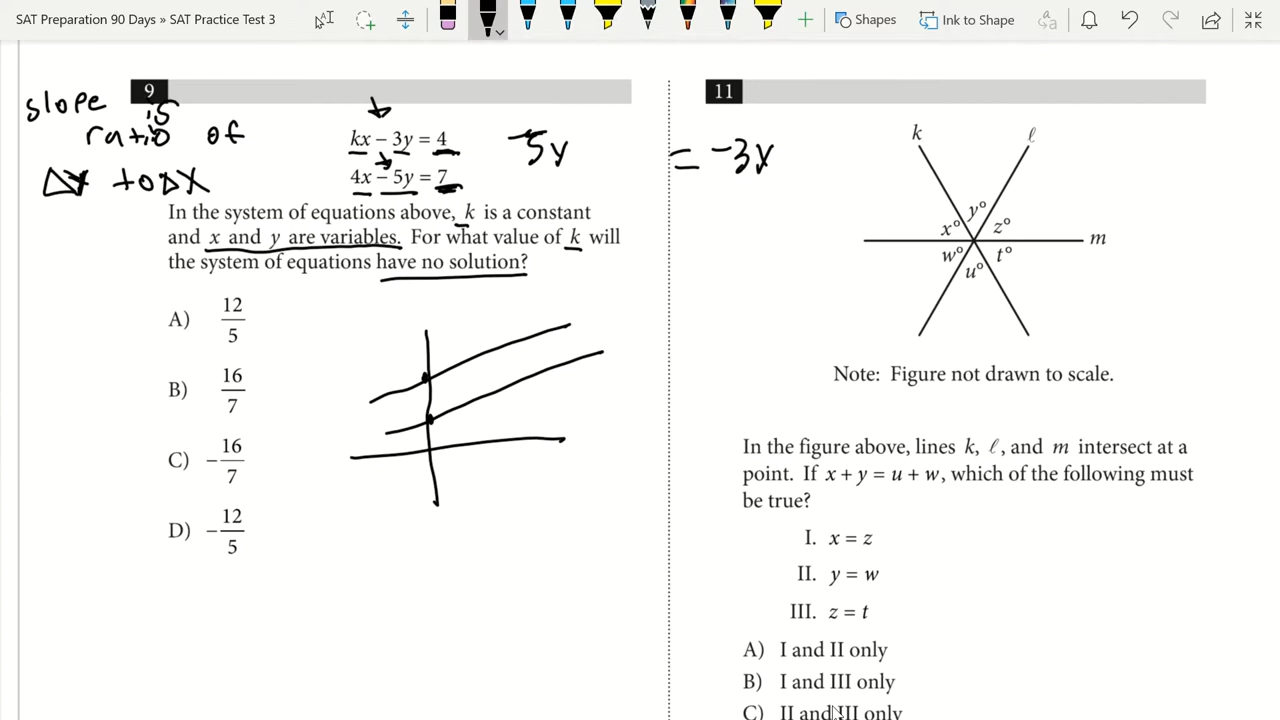 SAT Preparation 90 Days » SAT Practice Test 3
Shapes
Ink to Shape
9
slope is
ratio of
Δy to Δx
kx – 3y = 4
4x – 5y = 7
-5y = -3x
In the system of equations above, k is a constant
and x and y are variables. For what value of k will
the system of equations have no solution?
A) 12/5
B) 16/7
C) –16/7
D) –12/5
11
k
ℓ
y°
x° z°
m
w° t°
u°
Note: Figure not drawn to scale.
In the figure above, lines k, ℓ, and m intersect at a
point. If x + y = u + w, which of the following must
be true?
I. x = z
II. y = w
III. z = t
A) I and II only
B) I and III only
C) II and III only